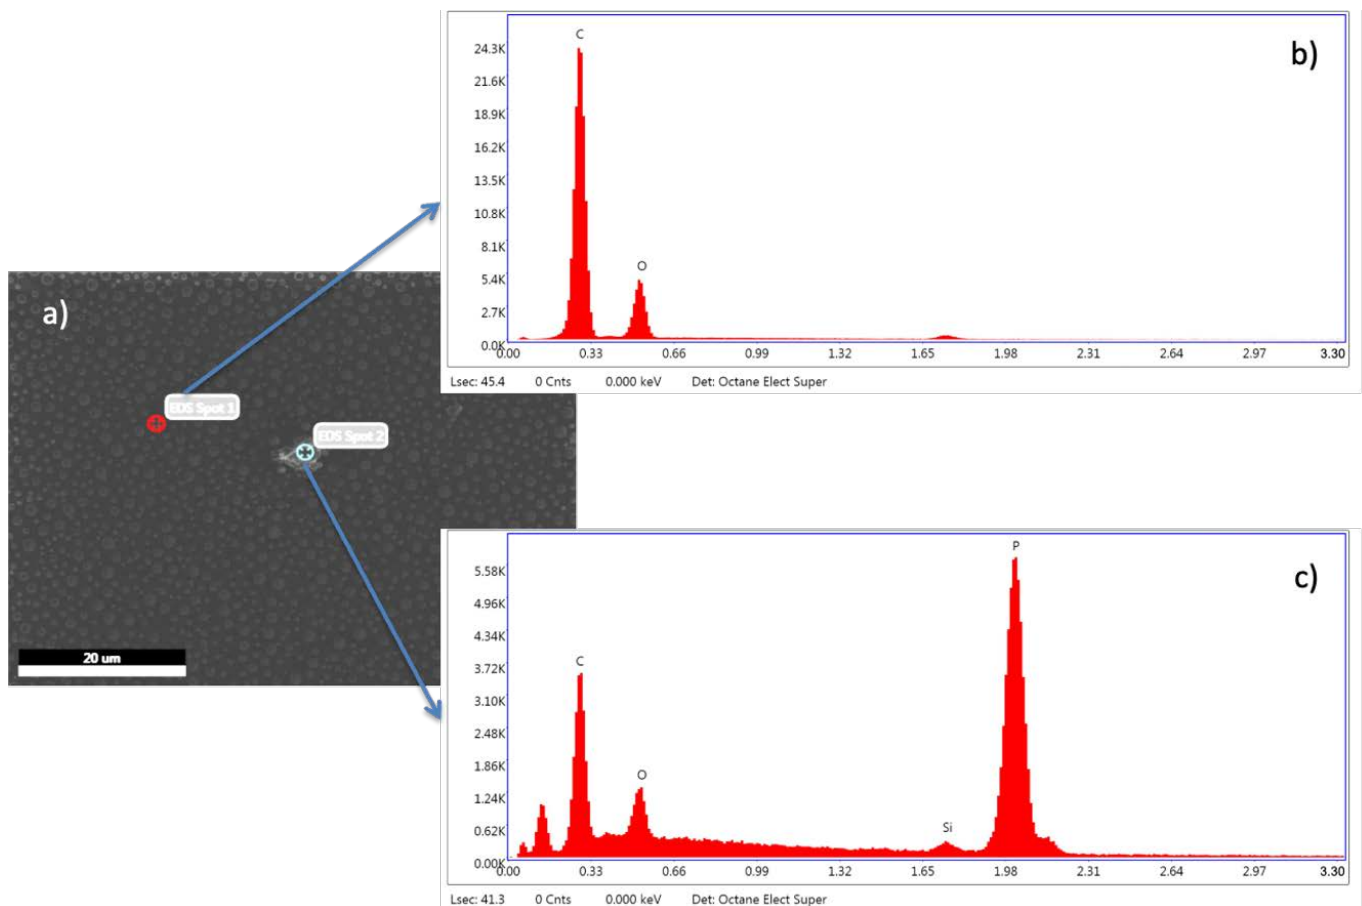 b)
C
24.3K
21.6K
18.9K
16.2K
13.5K
10.8K
8.1K
5.4K
2.7K
0.0K
O
0.00 0.33 0.66 0.99 1.32 1.65 1.98 2.31 2.64 2.97 3.30
Lsec: 45.4 0 Cnts 0.000 keV Det: Octane Elect Super
a)
EDS Spot 1
EDS Spot 2
20 um
c)
P
5.58K
4.96K
4.34K
3.72K
3.10K
2.48K
1.86K
1.24K
0.62K
0.00K
C
O
Si
0.00 0.33 0.66 0.99 1.32 1.65 1.98 2.31 2.64 2.97 3.30
Lsec: 41.3 0 Cnts 0.000 keV Det: Octane Elect Super